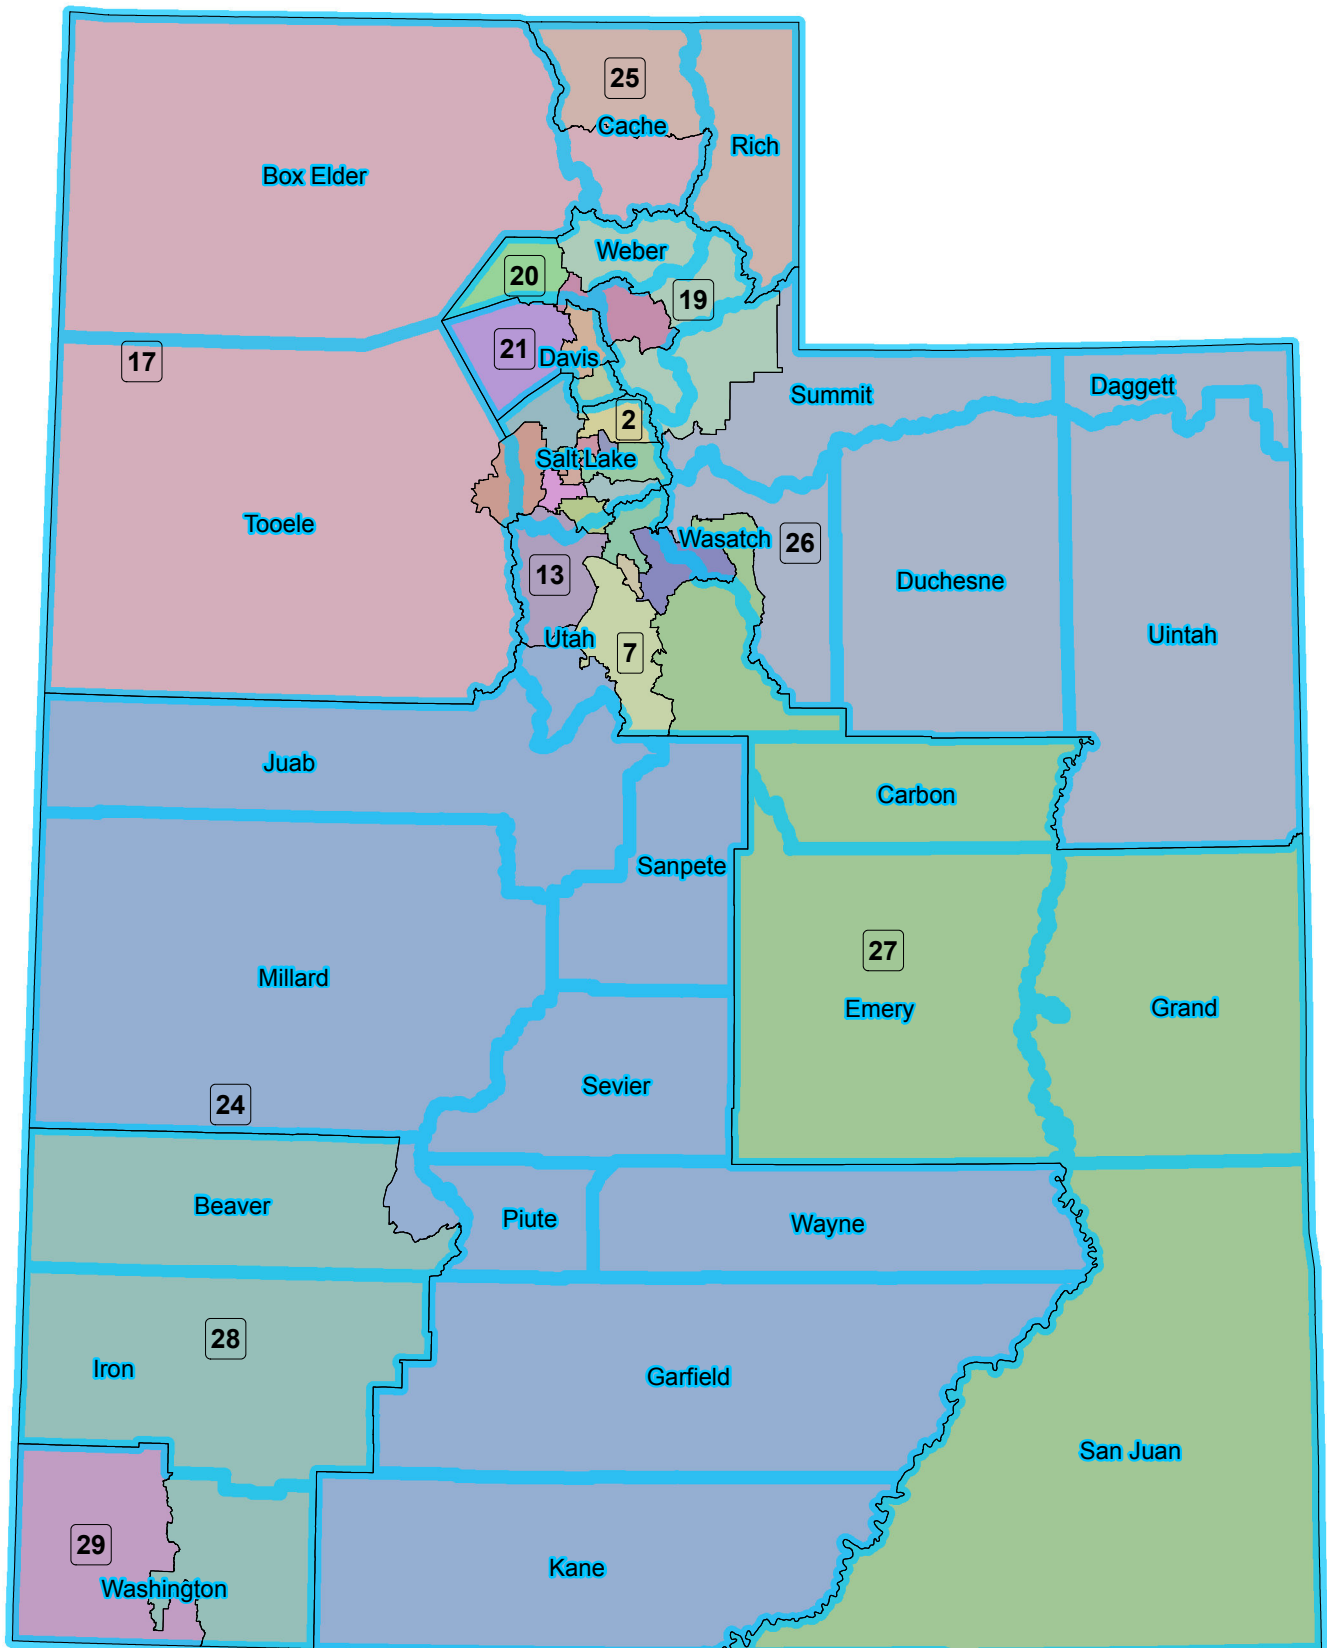 25
Cache
Rich
Box Elder
Weber
20
19
21
Davis
17
Summit
Daggett
2
Salt Lake
Tooele
Wasatch
26
13
Duchesne
Uintah
Utah
7
Juab
Carbon
Sanpete
27
Millard
Emery
Grand
Sevier
24
Beaver
Piute
Wayne
28
Iron
Garfield
San Juan
29
Kane
Washington